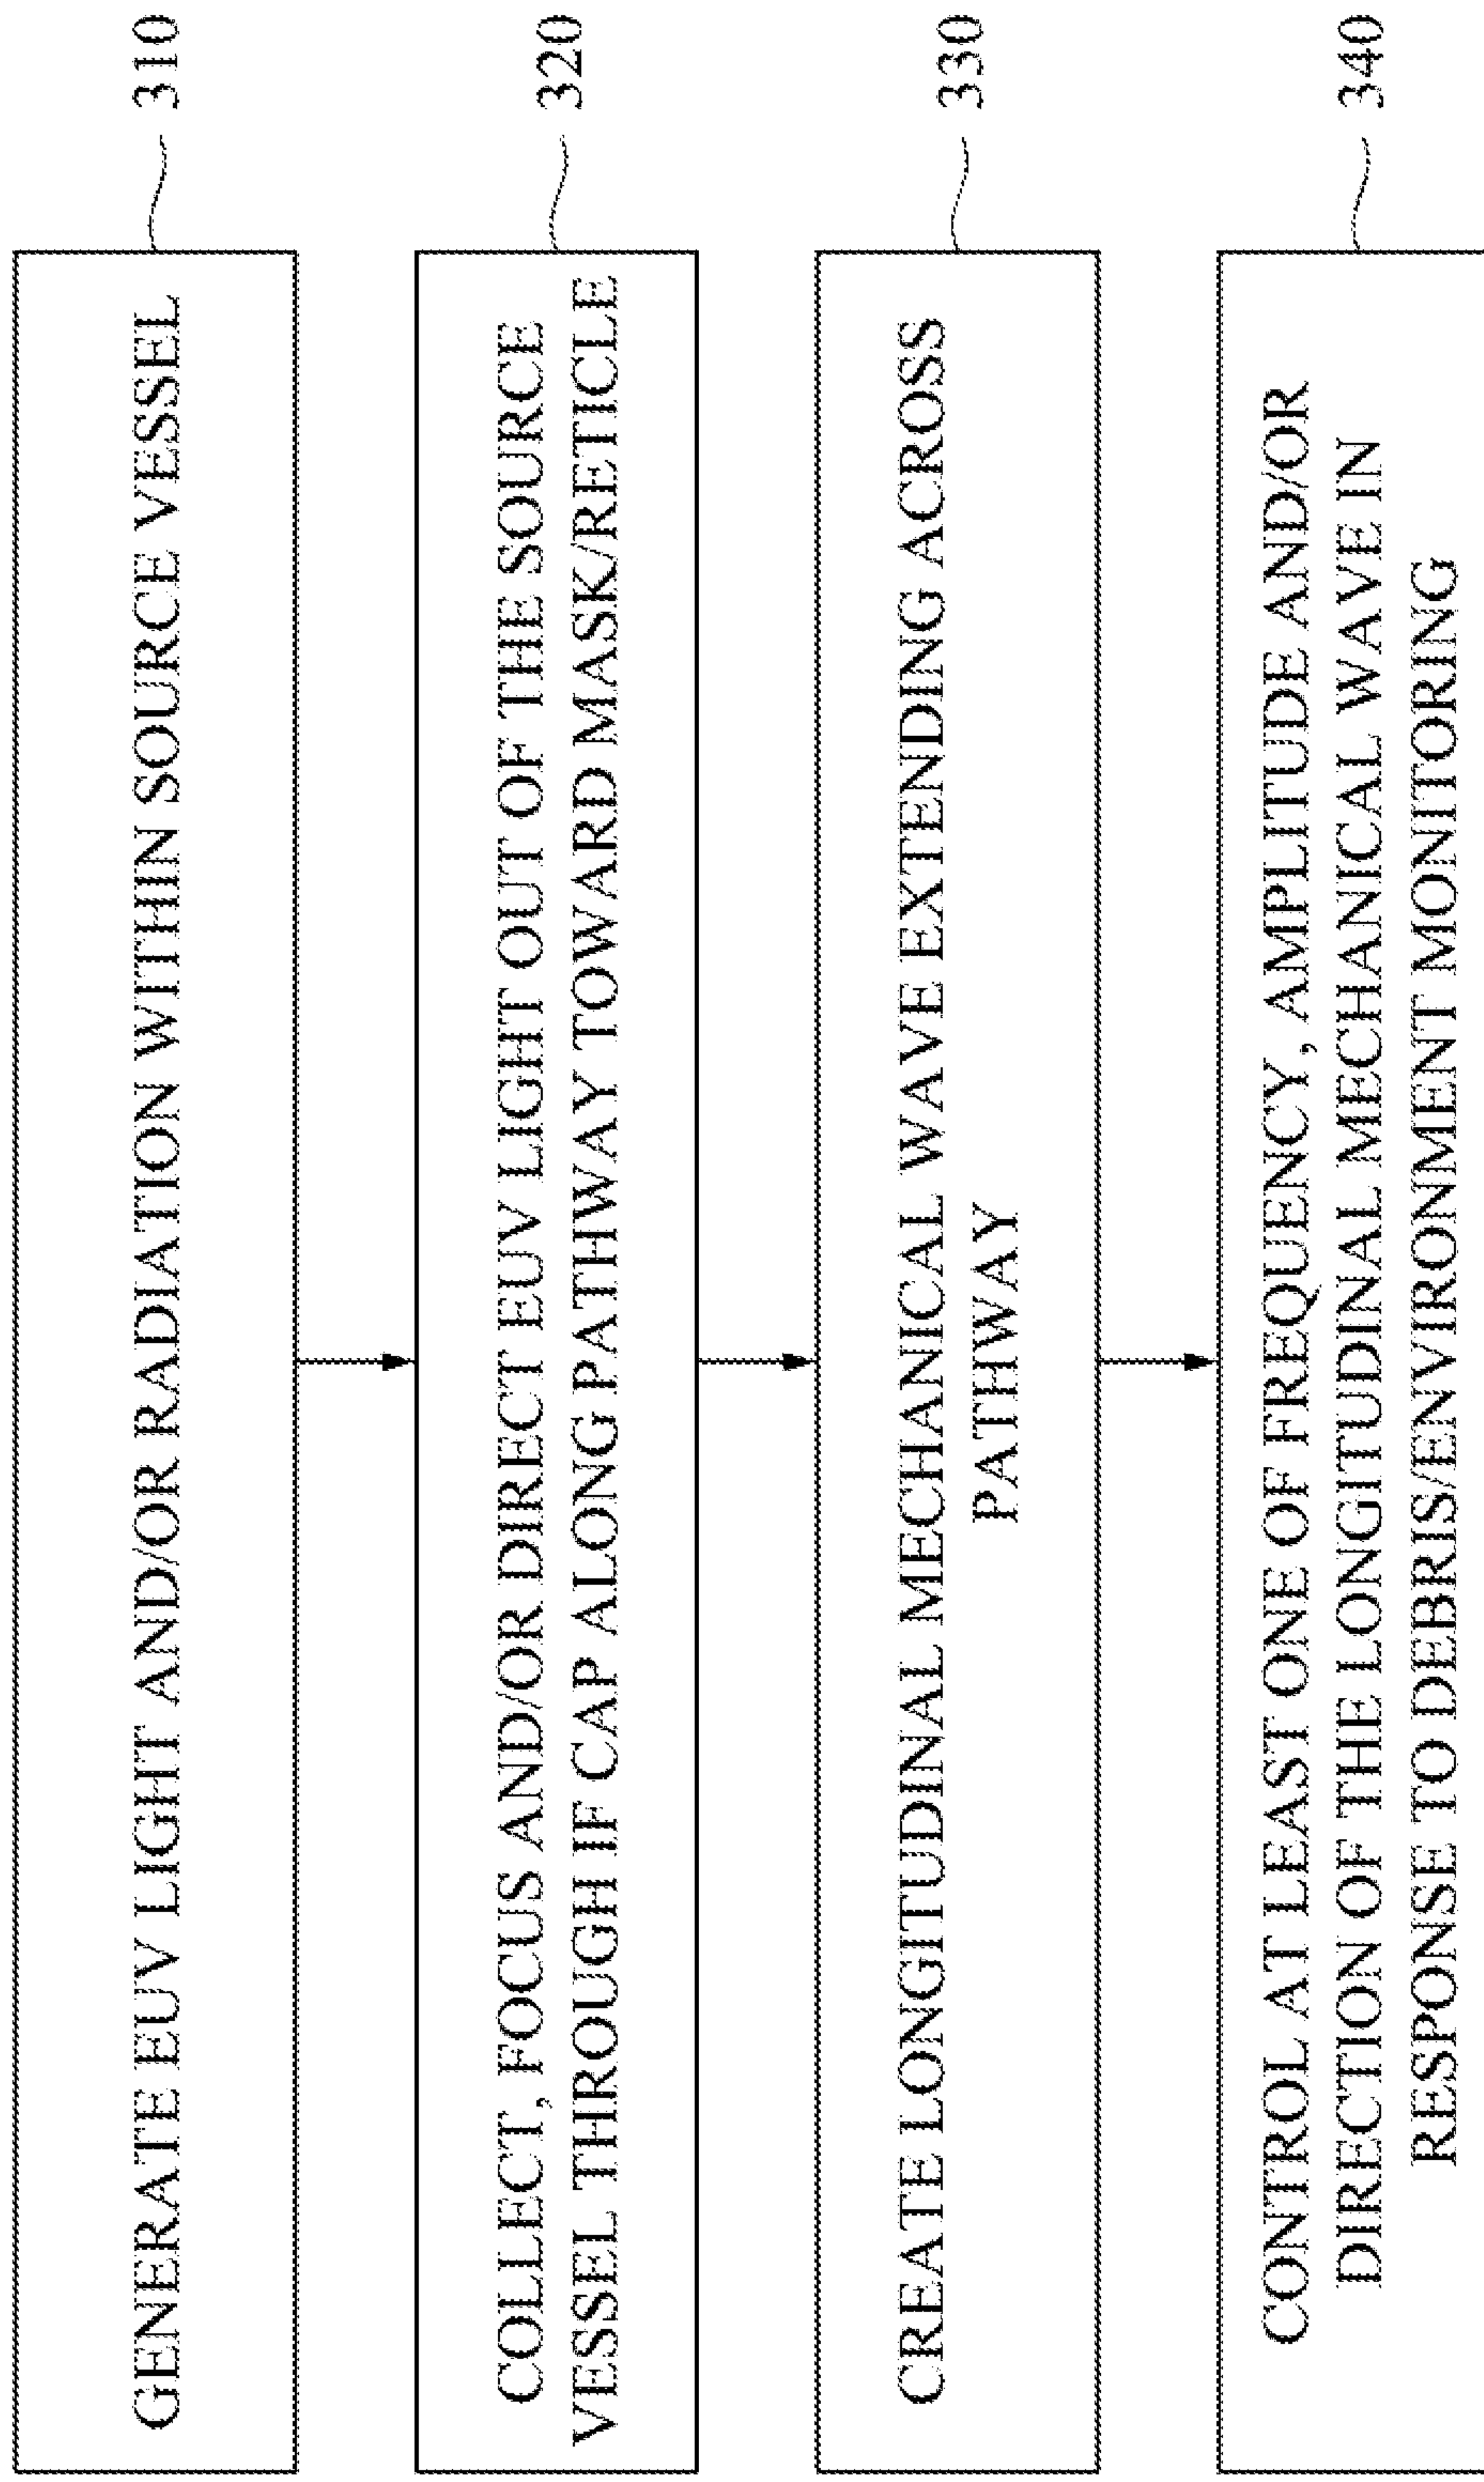 GENERATE EUV LIGHT AND/OR RADIATION WITHIN SOURCE VESSEL
310
COLLECT, FOCUS AND/OR DIRECT EUV LIGHT OUT OF THE SOURCE
VESSEL THROUGH IF CAP ALONG PATHWAY TOWARD MASK/RETICLE
320
CREATE LONGITUDINAL MECHANICAL WAVE EXTENDING ACROSS
PATHWAY
330
CONTROL AT LEAST ONE OF FREQUENCY, AMPLITUDE AND/OR
DIRECTION OF THE LONGITUDINAL MECHANICAL WAVE IN
RESPONSE TO DEBRIS/ENVIRONMENT MONITORING
340